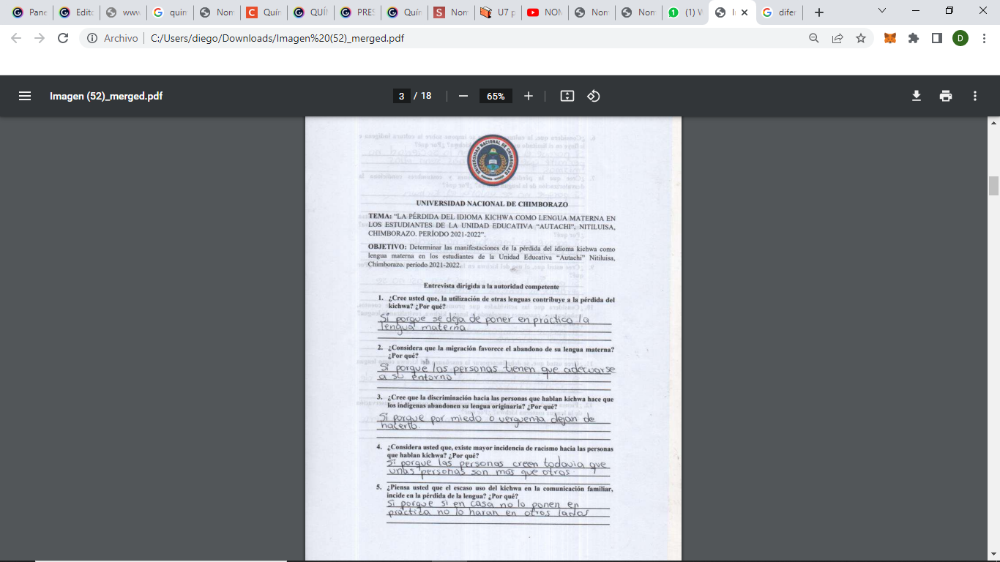 Pane
Edito
www
quin
Nom
Quín
QUÍN
PRES
Quín
Nom
U7 p
NOM
Nom
Nom
(1) V
difer
Archivo
C:/Users/diego/Downloads/Imagen%20(52)_merged.pdf
D
Imagen (52)_merged.pdf
3 / 18
65%
UNIVERSIDAD NACIONAL DE CHIMBORAZO
UNIVERSIDAD NACIONAL DE CHIMBORAZO
TEMA: "LA PÉRDIDA DEL IDIOMA KICHWA COMO LENGUA MATERNA EN
LOS ESTUDIANTES DE LA UNIDAD EDUCATIVA "AUTACHI", NITILUISA,
CHIMBORAZO. PERÍODO 2021-2022".
OBJETIVO: Determinar las manifestaciones de la pérdida del idioma kichwa como
lengua materna en los estudiantes de la Unidad Educativa "Autachi" Nitiluisa,
Chimborazo. periodo 2021-2022.
Entrevista dirigida a la autoridad competente
1. ¿Cree usted que, la utilización de otras lenguas contribuye a la pérdida del
kichwa? ¿Por qué?
Si porque se deja de poner en práctica la
lengua materna.
2. ¿Considera que la migración favorece el abandono de su lengua materna?
¿Por qué?
Si porque las personas tienen que adecuarse
a su entorno
3. ¿Cree que la discriminación hacia las personas que hablan kichwa hace que
los indígenas abandonen su lengua originaria? ¿Por qué?
Si porque por miedo o verguenza dejan de
hacerlo.
4. ¿Considera usted que, existe mayor incidencia de racismo hacia las personas
que hablan kichwa? ¿Por qué?
Si porque las personas creen todavia que
unas personas son mas que otras
5. ¿Piensa usted que el escaso uso del kichwa en la comunicación familiar,
incide en la pérdida de la lengua? ¿Por qué?
Si porque si en casa no lo ponen en
práctica no lo haran en otros lados